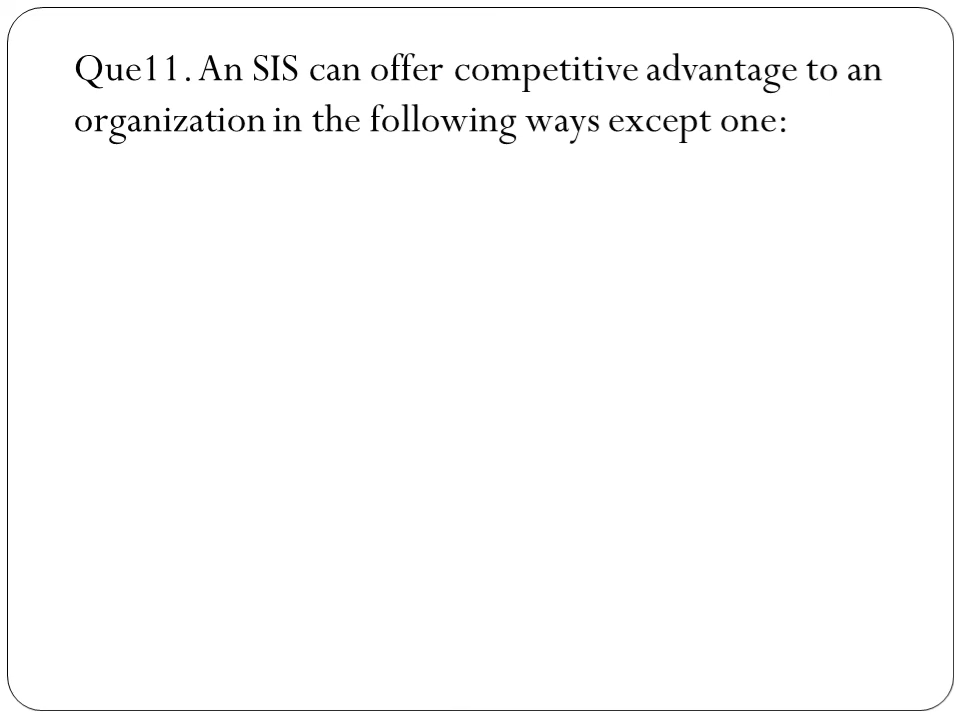 Que11. An SIS can offer competitive advantage to an
organization in the following ways except one: